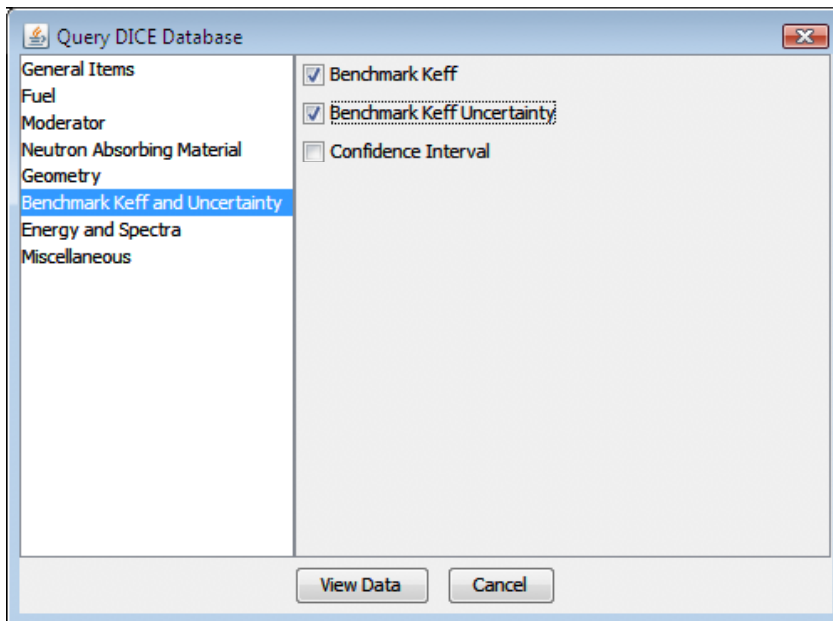 Query DICE Database
General Items
Fuel
Moderator
Neutron Absorbing Material
Geometry
Benchmark Keff and Uncertainty
Energy and Spectra
Miscellaneous
Benchmark Keff
Benchmark Keff Uncertainty
Confidence Interval
View Data
Cancel